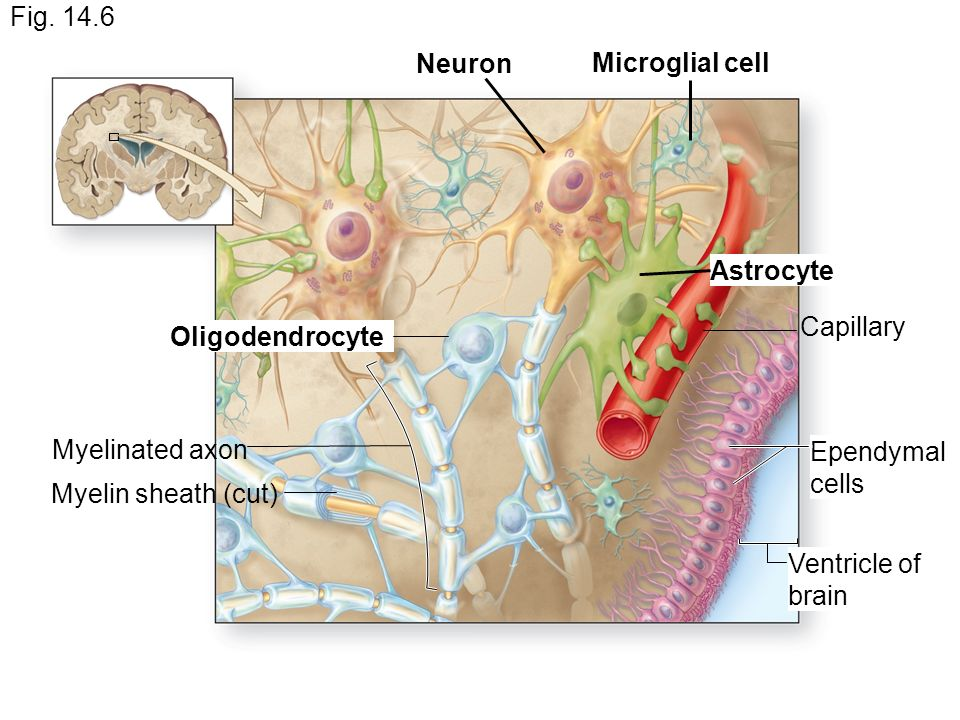 Fig. 14.6
Neuron
Microglial cell
Astrocyte
Capillary
Oligodendrocyte
Myelinated axon
Myelin sheath (cut)
Ependymal
cells
Ventricle of
brain